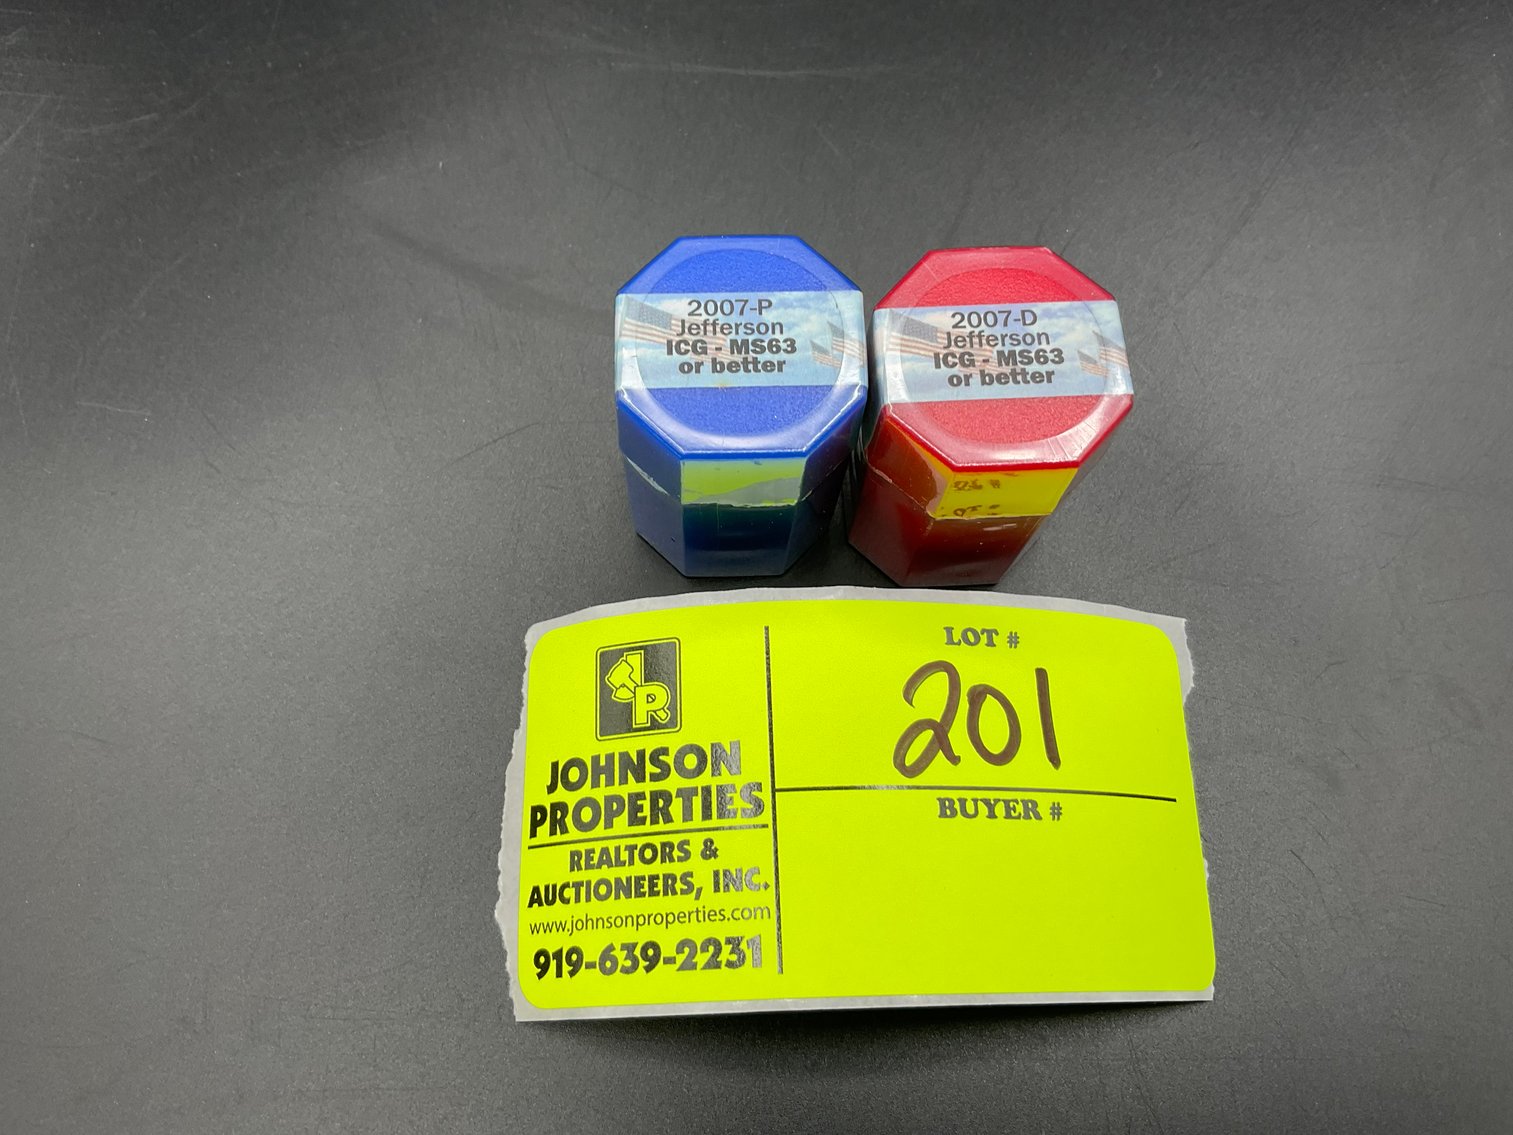 2007-P
Jefferson
ICG - MS63
or better
2007-D
Jefferson
ICG - MS63
or better
JOHNSON
PROPERTIES
REALTORS &
AUCTIONEERS, INC.
www.johnsonproperties.com
919-639-2231
LOT #
201
BUYER #